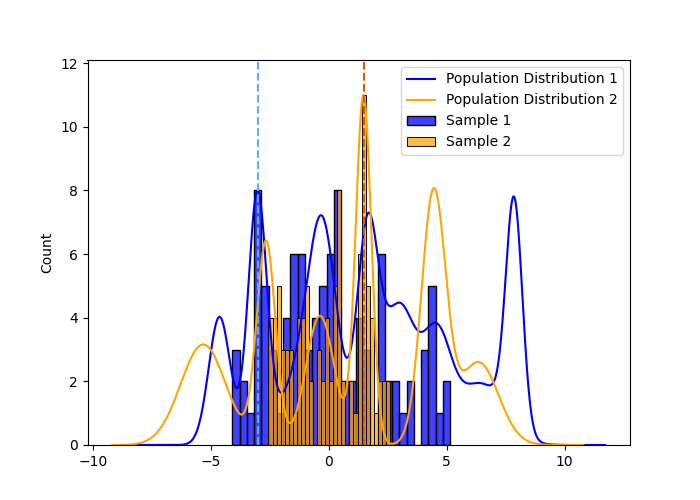 Population Distribution 1
Population Distribution 2
Sample 1
Sample 2
Count
12
10
8
6
4
2
0
−10
−5
0
5
10